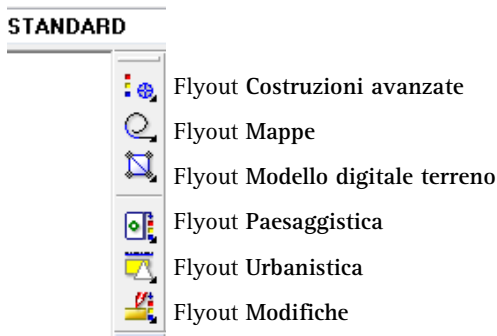 STANDARD
Flyout Costruzioni avanzate
Flyout Mappe
Flyout Modello digitale terreno
Flyout Paesaggistica
Flyout Urbanistica
Flyout Modifiche